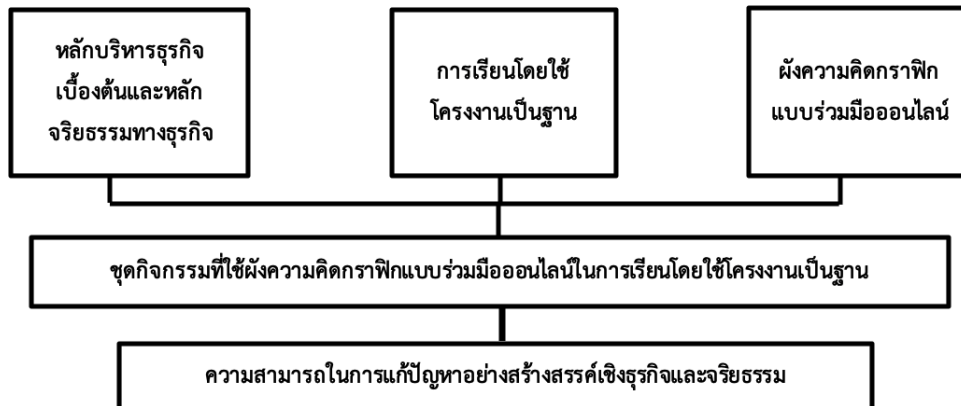 หลักบริหารธุรกิจ
เบื้องต้นและหลัก
จริยธรรมทางธุรกิจ
การเรียนโดยใช้
โครงงานเป็นฐาน
ผังความคิดกราฟิก
แบบร่วมมือออนไลน์
ชุดกิจกรรมที่ใช้ผังความคิดกราฟิกแบบร่วมมือออนไลน์ในการเรียนโดยใช้โครงงานเป็นฐาน
ความสามารถในการแก้ปัญหาอย่างสร้างสรรค์เชิงธุรกิจและจริยธรรม